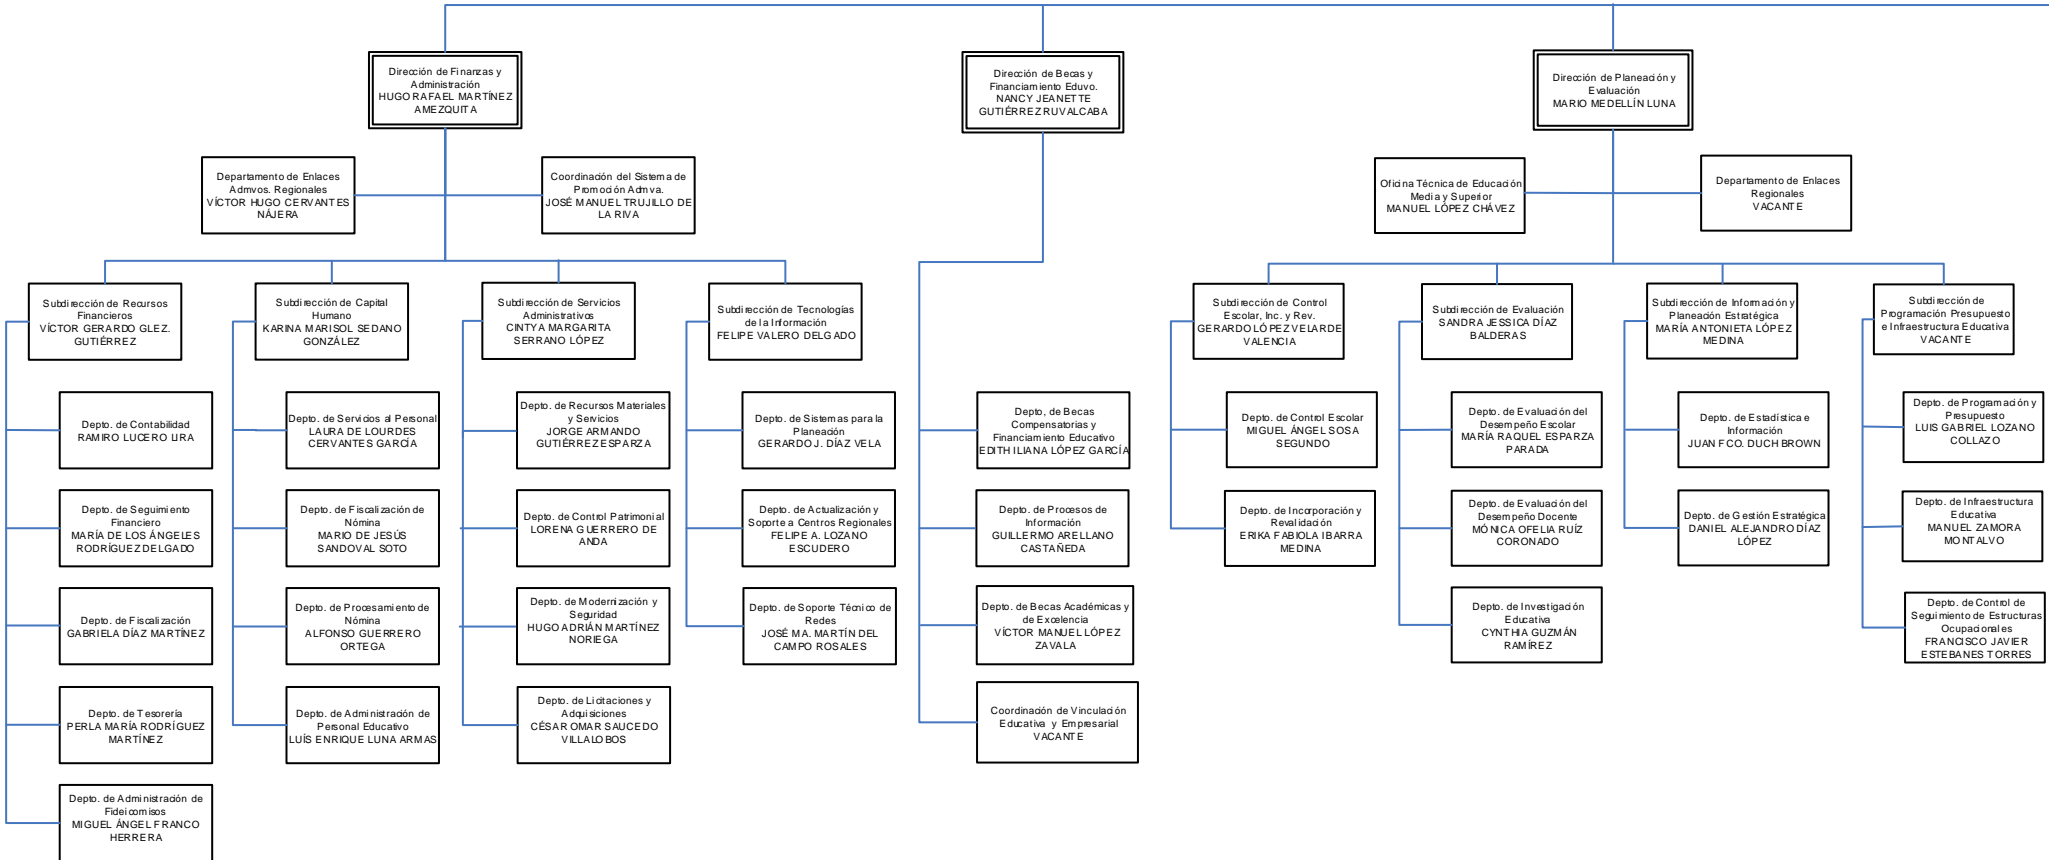 Dirección de Finanzas y
Administración
HUGO RAFAEL MARTÍNEZ
AMEZQUITA
Dirección de Becas y
Financiamiento Eduvo.
NANCY JEANETTE
GUTIÉRREZ RUVALCABA
Dirección de Planeación y
Evaluación
MARIO MEDELLÍN LUNA
Departamento de Enlaces
Admvos. Regionales
VÍCTOR HUGO CERVANTES
NÁJERA
Coordinación del Sistema de
Promoción Admva.
JOSÉ MANUEL TRUJILLO DE
LA RIVA
Oficina Técnica de Educación
Media y Superior
MANUEL LÓPEZ CHÁVEZ
Departamento de Enlaces
Regionales
VACANTE
Subdirección de Recursos
Financieros
VÍCTOR GERARDO GLEZ.
GUTIÉRREZ
Subdirección de Capital
Humano
KARINA MARISOL SEDANO
GONZÁLEZ
Subdirección de Servicios
Administrativos
CINTYA MARGARITA
SERRANO LÓPEZ
Subdirección de Tecnologías
de la Información
FELIPE VALERO DELGADO
Subdirección de Control
Escolar, Inc. y Rev.
GERARDO LÓPEZ VELARDE
VALENCIA
Subdirección de Evaluación
SANDRA JESSICA DÍAZ
BALDERAS
Subdirección de Información y
Planeación Estratégica
MARÍA ANTONIETA LÓPEZ
MEDINA
Subdirección de
Programación Presupuesto
e Infraestructura Educativa
VACANTE
Depto. de Contabilidad
RAMIRO LUCERO LIRA
Depto. de Servicios al Personal
LAURA DE LOURDES
CERVANTES GARCÍA
Depto. de Recursos Materiales
y Servicios
JORGE ARMANDO
GUTIÉRREZ ESPARZA
Depto. de Sistemas para la
Planeación
GERARDO J. DÍAZ VELA
Depto, de Becas
Compensatorias y
Financiamiento Educativo
EDITH ILIANA LÓPEZ GARCÍA
Depto. de Control Escolar
MIGUEL ÁNGEL SOSA
SEGUNDO
Depto. de Evaluación del
Desempeño Escolar
MARÍA RAQUEL ESPARZA
PARADA
Depto. de Estadística e
Información
JUAN FCO. DUCH BROWN
Depto. de Programación y
Presupuesto
LUIS GABRIEL LOZANO
COLLAZO
Depto. de Seguimiento
Financiero
MARÍA DE LOS ÁNGELES
RODRÍGUEZ DELGADO
Depto. de Fiscalización de
Nómina
MARIO DE JESÚS
SANDOVAL SOTO
Depto. de Control Patrimonial
LORENA GUERRERO DE
ANDA
Depto. de Actualización y
Soporte a Centros Regionales
FELIPE A. LOZANO
ESCUDERO
Depto. de Procesos de
Información
GUILLERMO ARELLANO
CASTAÑEDA
Depto. de Incorporación y
Revalidación
ERIKA FABIOLA IBARRA
MEDINA
Depto. de Evaluación del
Desempeño Docente
MÓNICA OFELIA RUÍZ
CORONADO
Depto. de Gestión Estratégica
DANIEL ALEJANDRO DÍAZ
LÓPEZ
Depto. de Infraestructura
Educativa
MANUEL ZAMORA
MONTALVO
Depto. de Fiscalización
GABRIELA DÍAZ MARTÍNEZ
Depto. de Procesamiento de
Nómina
ALFONSO GUERRERO
ORTEGA
Depto. de Modernización y
Seguridad
HUGO ADRIÁN MARTÍNEZ
NORIEGA
Depto. de Soporte Técnico de
Redes
JOSÉ MA. MARTÍN DEL
CAMPO ROSALES
Depto. de Becas Académicas y
de Excelencia
VÍCTOR MANUEL LÓPEZ
ZAVALA
Depto. de Investigación
Educativa
CYNTHIA GUZMÁN
RAMÍREZ
Depto. de Control de
Seguimiento de Estructuras
Ocupacionales
FRANCISCO JAVIER
ESTEBANES TORRES
Depto. de Tesorería
PERLA MARÍA RODRÍGUEZ
MARTÍNEZ
Depto. de Administración de
Personal Educativo
LUÍS ENRIQUE LUNA ARMAS
Depto. de Licitaciones y
Adquisiciones
CÉSAR OMAR SAUCEDO
VILLALOBOS
Coordinación de Vinculación
Educativa y Empresarial
VACANTE
Depto. de Administración de
Fideicomisos
MIGUEL ÁNGEL FRANCO
HERRERA